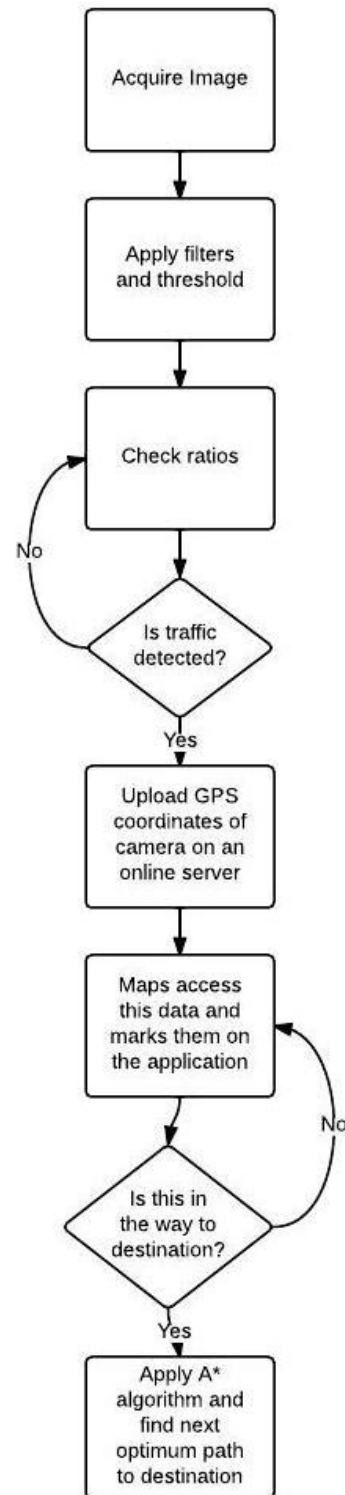 Acquire Image
Apply filters
and threshold
Check ratios
No
Is traffic
detected?
Yes
Upload GPS
coordinates of
camera on an
online server
Maps access
this data and
marks them on
the application
No
Is this in
the way to
destination?
Yes
Apply A*
algorithm and
find next
optimum path
to destination